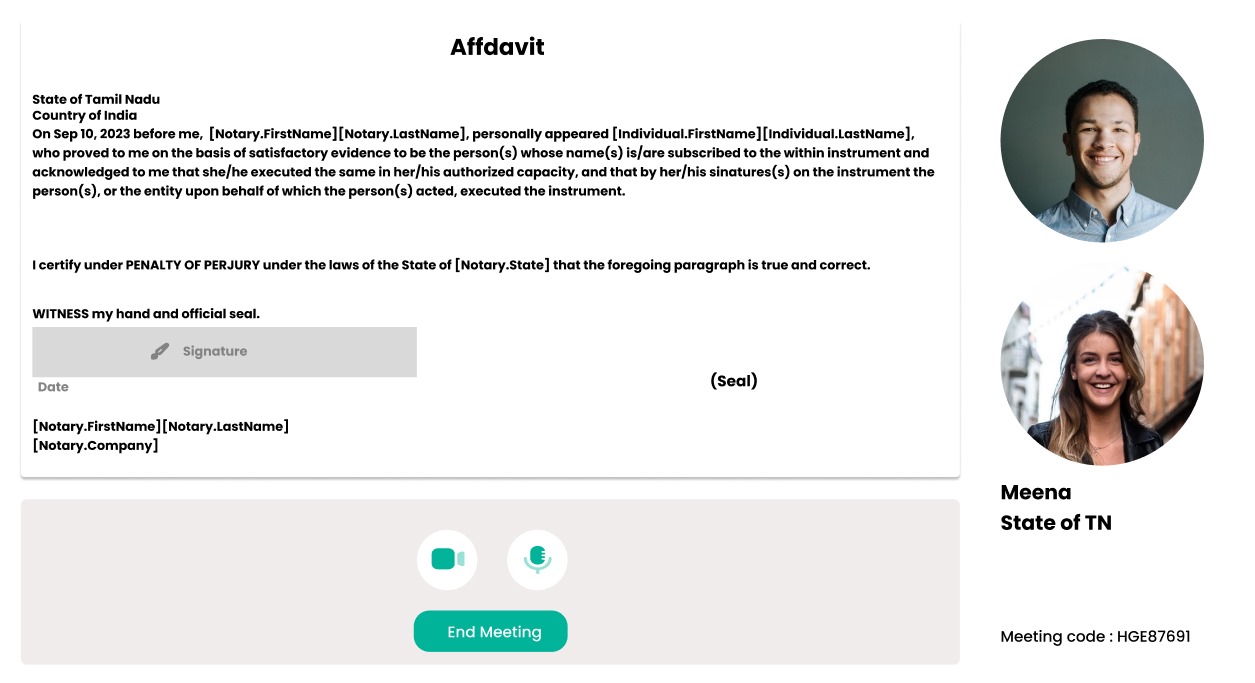 Affdavit
State of Tamil Nadu
Country of India
On Sep 10, 2023 before me,  [Notary.FirstName][Notary.LastName], personally appeared [Individual.FirstName][Individual.LastName],
who proved to me on the basis of satisfactory evidence to be the person(s) whose name(s) is/are subscribed to the within instrument and
acknowledged to me that she/he executed the same in her/his authorized capacity, and that by her/his sinatures(s) on the instrument the
person(s), or the entity upon behalf of which the person(s) acted, executed the instrument.
I certify under PENALTY OF PERJURY under the laws of the State of [Notary.State] that the foregoing paragraph is true and correct.
WITNESS my hand and official seal.
Signature
Date
(Seal)
[Notary.FirstName][Notary.LastName]
[Notary.Company]
Meena
State of TN
End Meeting
Meeting code : HGE87691